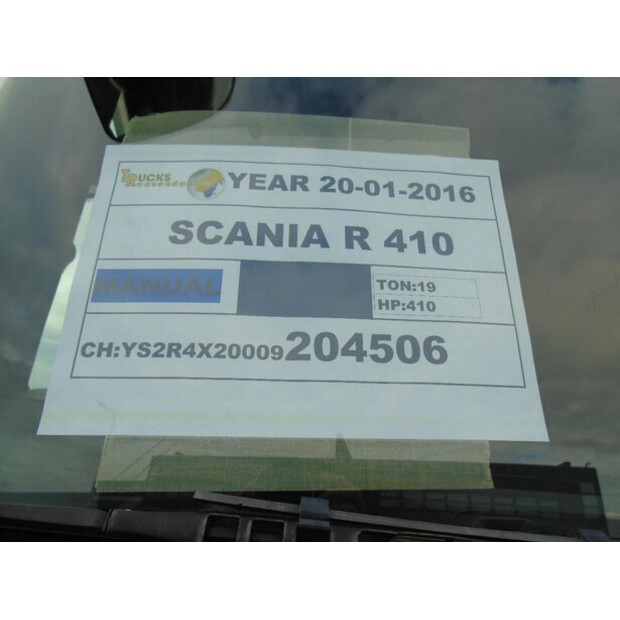 TRUCKS
YEAR 20-01-2016
SCANIA R 410
MANUAL
TON:19
HP:410
CH:YS2R4X20009204506